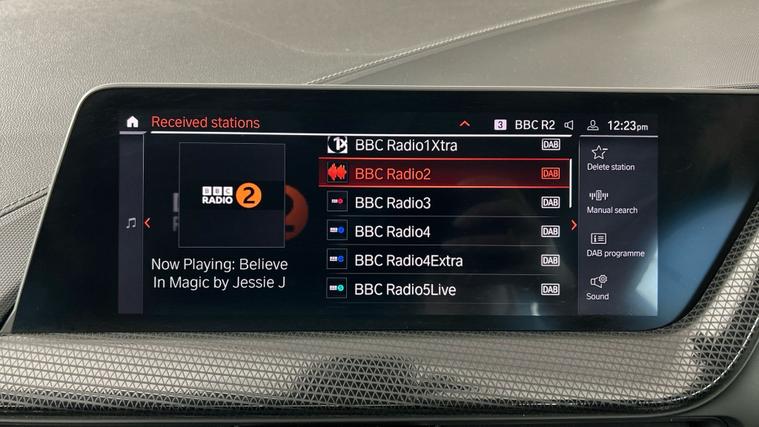 Received stations
3 BBC R2
12:23pm
BBC
RADIO 2
Now Playing: Believe
In Magic by Jessie J
BBC Radio1Xtra DAB
BBC Radio2 DAB
BBC Radio3 DAB
BBC Radio4 DAB
BBC Radio4Extra DAB
BBC Radio5Live DAB
Delete station
Manual search
DAB programme
Sound